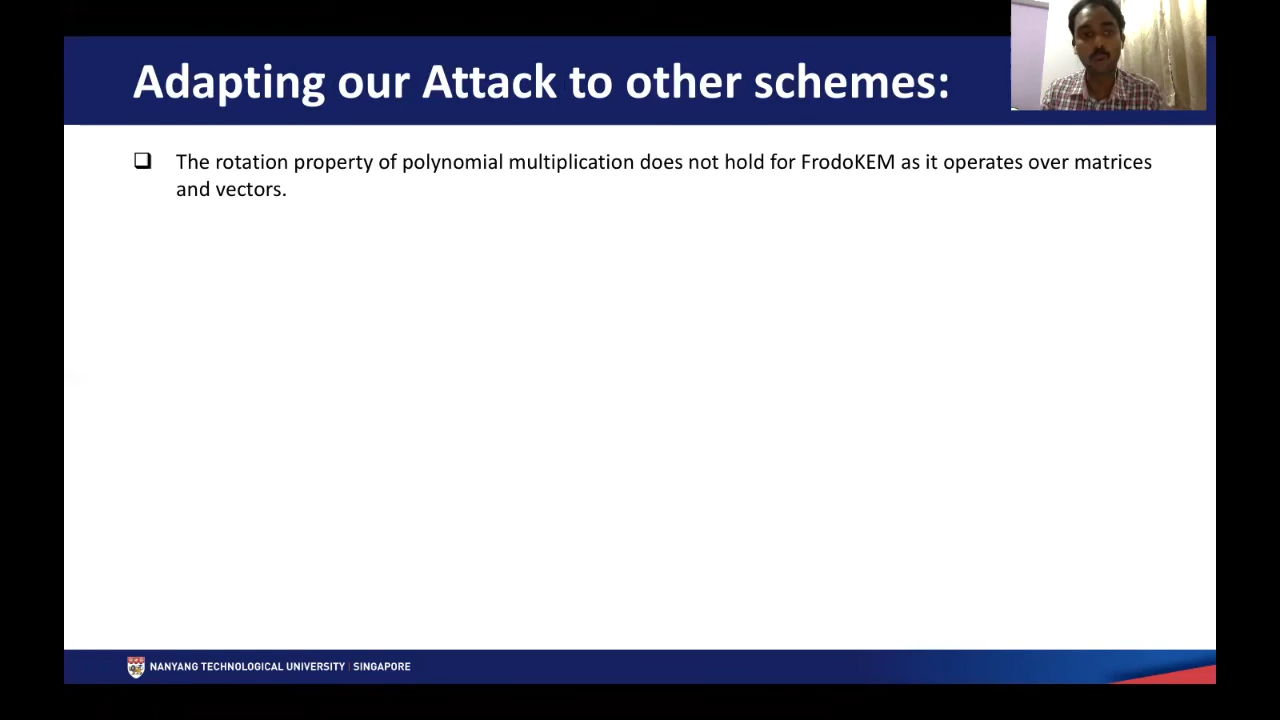 Adapting our Attack to other schemes:
The rotation property of polynomial multiplication does not hold for FrodoKEM as it operates over matrices
and vectors.
NANYANG TECHNOLOGICAL UNIVERSITY | SINGAPORE